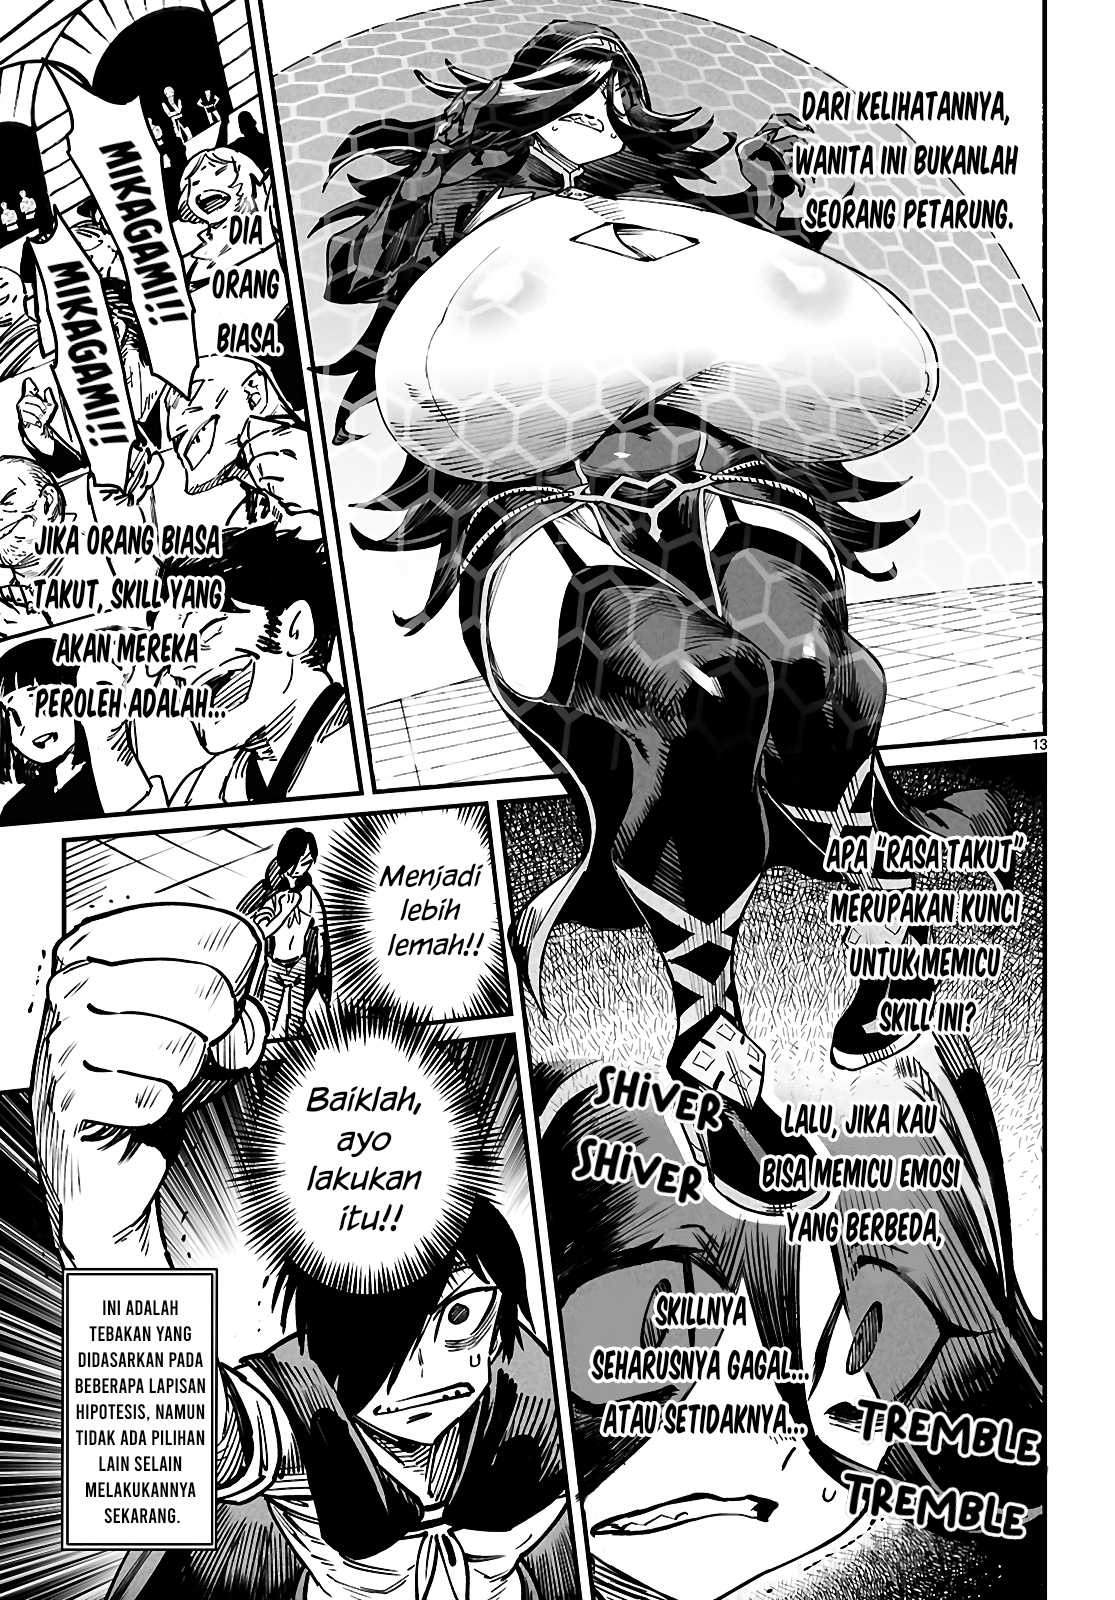 DARI KELIHATANNYA,
WANITA INI BUKANLAH
SEORANG PETARUNG.
DIA
ORANG
BIASA.
MIKAGAMI!!!
MIKAGAMI!!!
JIKA ORANG BIASA
TAKUT, SKILL YANG
AKAN MEREKA
PEROLEH ADALAH!...
13
APA "RASA TAKUT"
MERUPAKAN KUNCI
UNTUK MEMICU
SKILL INI?
SHIVER
SHIVER
LALU, JIKA KAU
BISA MEMICU EMOSI
YANG BERBEDA,
SKILLNYA
SEHARUSNYA GAGAL...
ATAU SETIDAKNYA...
TREMBLE
TREMBLE
Menjadi
lebih
lemah!!
Baiklah,
ayo
lakukan
itu!!
INI ADALAH
TEBAKAN YANG
DIDASARKAN PADA
BEBERAPA LAPISAN
HIPOTESIS, NAMUN
TIDAK ADA PILIHAN
LAIN SELAIN
MELAKUKANNYA
SEKARANG.